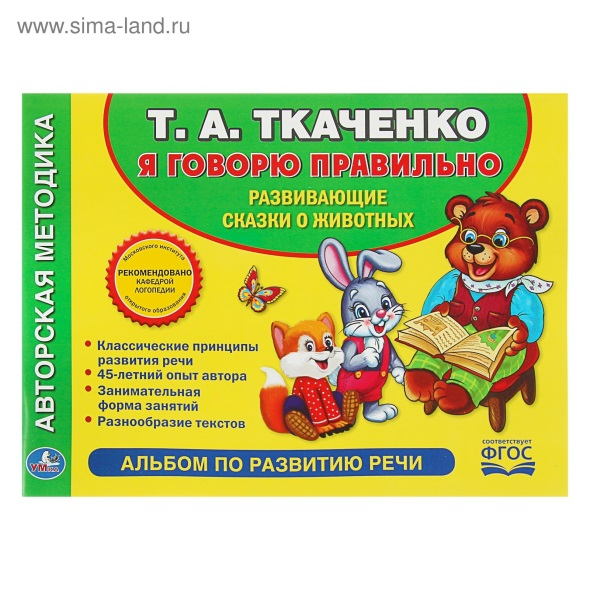 www.sima-land.ru
АВТОРСКАЯ МЕТОДИКА
Т. А. ТКАЧЕНКО
Я ГОВОРЮ ПРАВИЛЬНО
РАЗВИВАЮЩИЕ
СКАЗКИ О ЖИВОТНЫХ
Московского института
РЕКОМЕНДОВАНО
КАФЕДРОЙ
ЛОГОПЕДИИ
открытого образования
• Классические принципы
развития речи
• 45-летний опыт автора
• Занимательная
форма занятий
• Разнообразие текстов
УМка
АЛЬБОМ ПО РАЗВИТИЮ РЕЧИ
соответствует
ФГОС